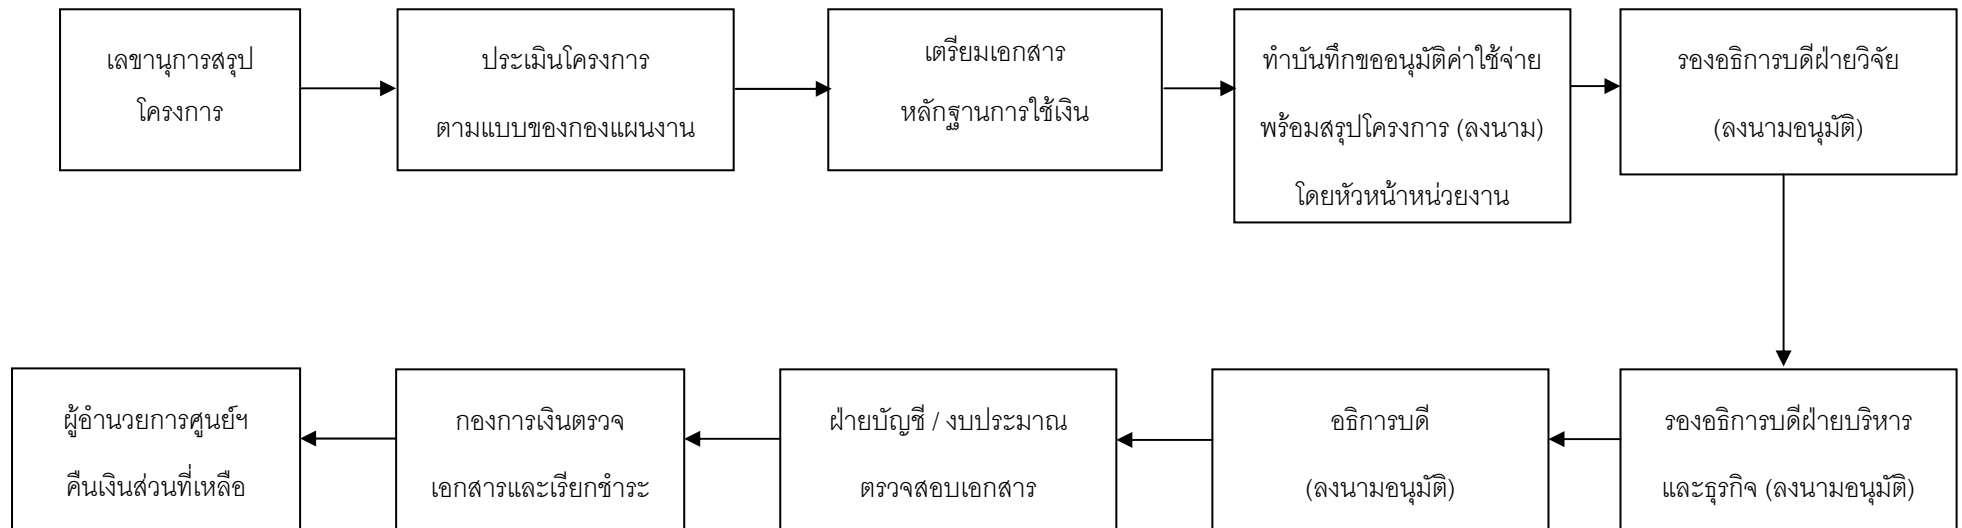 เลขานุการสรุป
โครงการ
ประเมินโครงการ
ตามแบบของกองแผนงาน
เตรียมเอกสาร
หลักฐานการใช้เงิน
ทำบันทึกขออนุมัติค่าใช้จ่าย
พร้อมสรุปโครงการ (ลงนาม)
โดยหัวหน้าหน่วยงาน
รองอธิการบดีฝ่ายวิจัย
(ลงนามอนุมัติ)
ผู้อำนวยการศูนย์ฯ
คืนเงินส่วนที่เหลือ
กองการเงินตรวจ
เอกสารและเรียกชำระ
ฝ่ายบัญชี / งบประมาณ
ตรวจสอบเอกสาร
อธิการบดี
(ลงนามอนุมัติ)
รองอธิการบดีฝ่ายบริหาร
และธุรกิจ (ลงนามอนุมัติ)